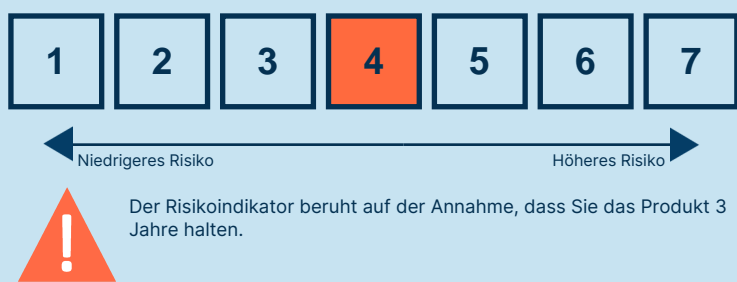 1 2 3 4 5 6 7
Niedrigeres Risiko Höheres Risiko
! Der Risikoindikator beruht auf der Annahme, dass Sie das Produkt 3
Jahre halten.